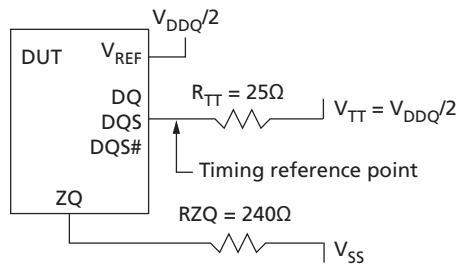 V_DDQ/2
DUT
V_REF
DQ
DQS
DQS#
R_TT = 25Ω
V_TT = V_DDQ/2
Timing reference point
ZQ
RZQ = 240Ω
V_SS